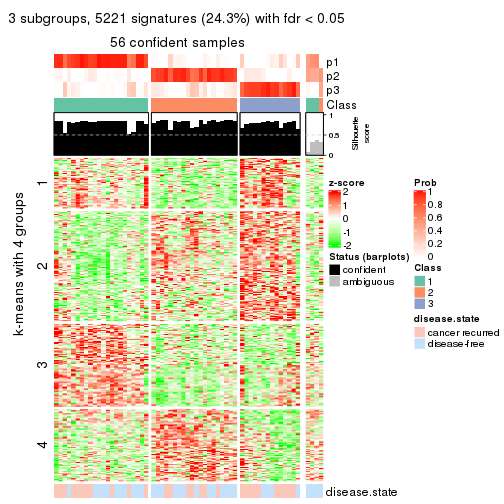 3 subgroups, 5221 signatures (24.3%) with fdr < 0.05
56 confident samples
p1
p2
p3
Class
1
0.5
0
Silhouette
score
k-means with 4 groups
1
2
3
4
z-score
2
1
0
-1
-2
Status (barplots)
confident
ambiguous
Prob
1
0.8
0.6
0.4
0.2
0
Class
1
2
3
disease.state
cancer recurred
disease-free
disease.state